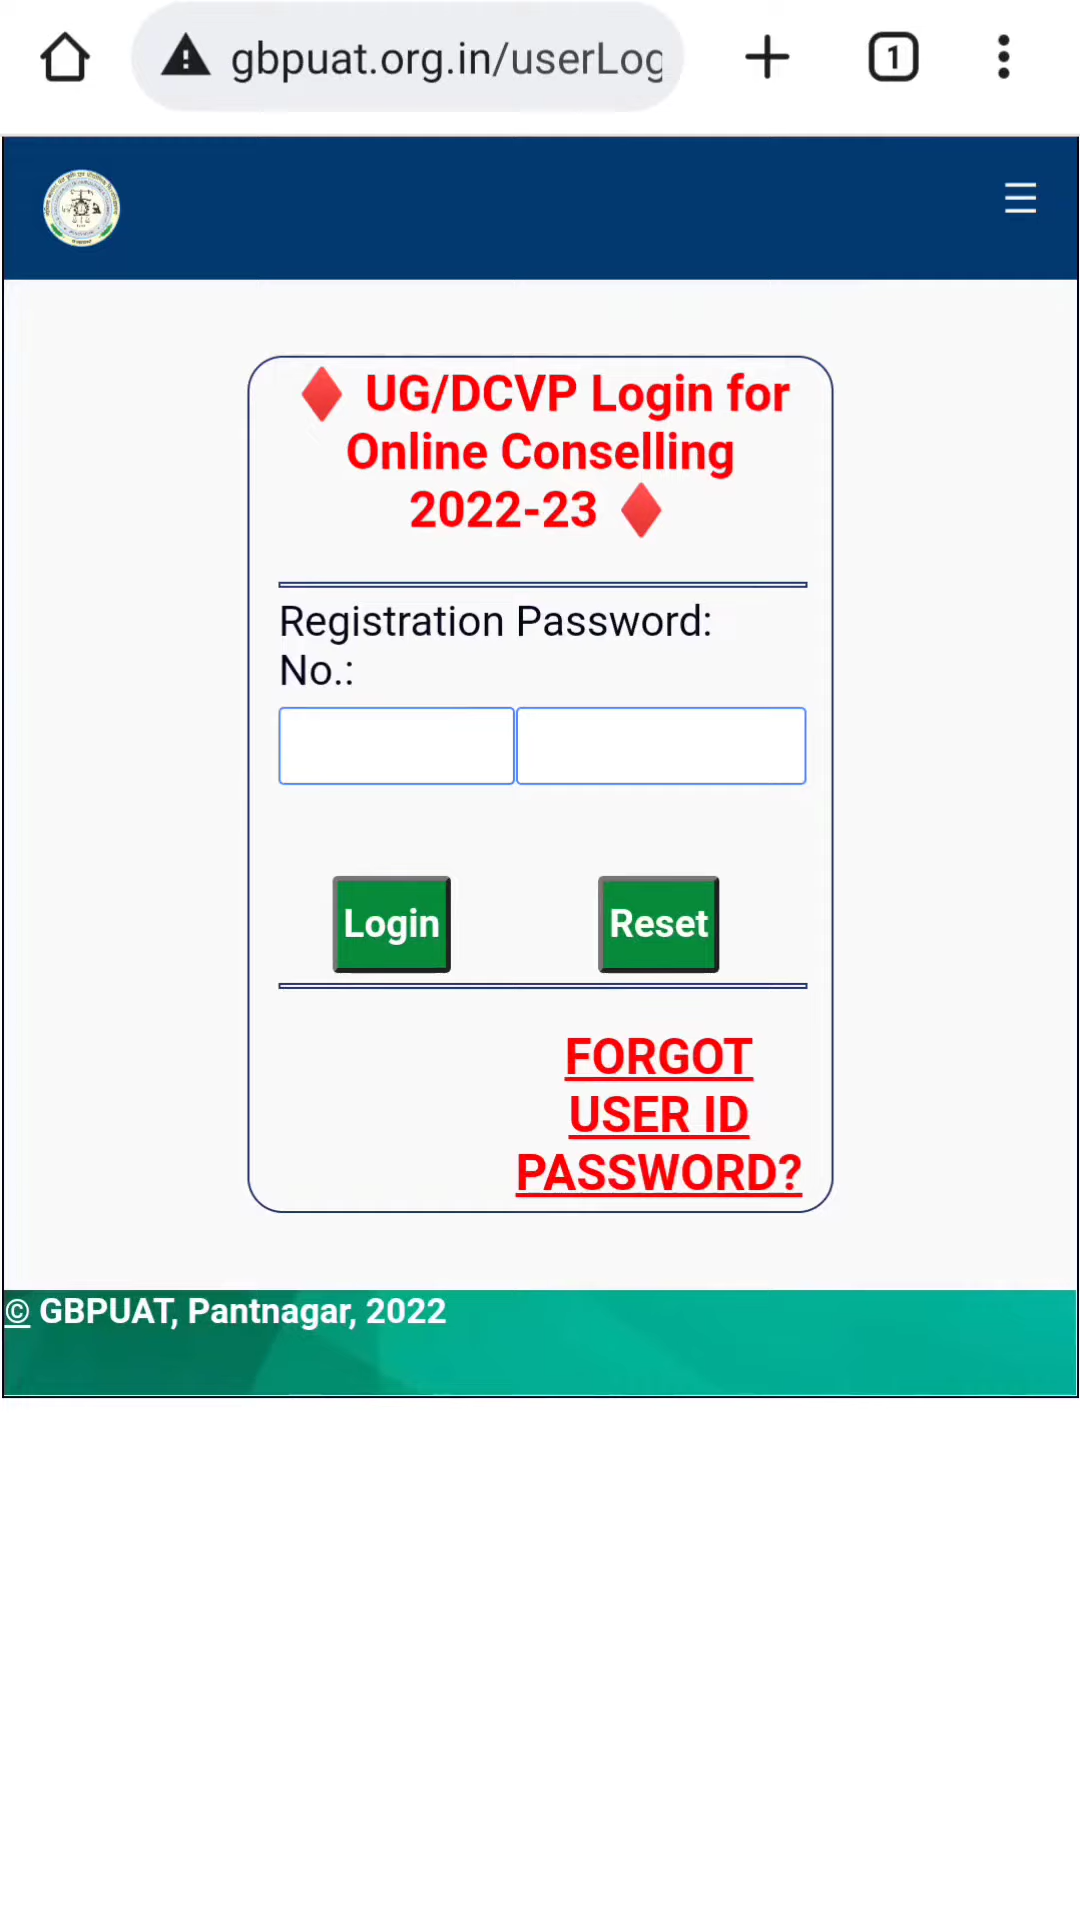 gbpuat.org.in/userLog
1
UG/DCVP Login for
Online Conselling
2022-23
Registration Password:
No.:
Login
Reset
FORGOT
USER ID
PASSWORD?
© GBPUAT, Pantnagar, 2022